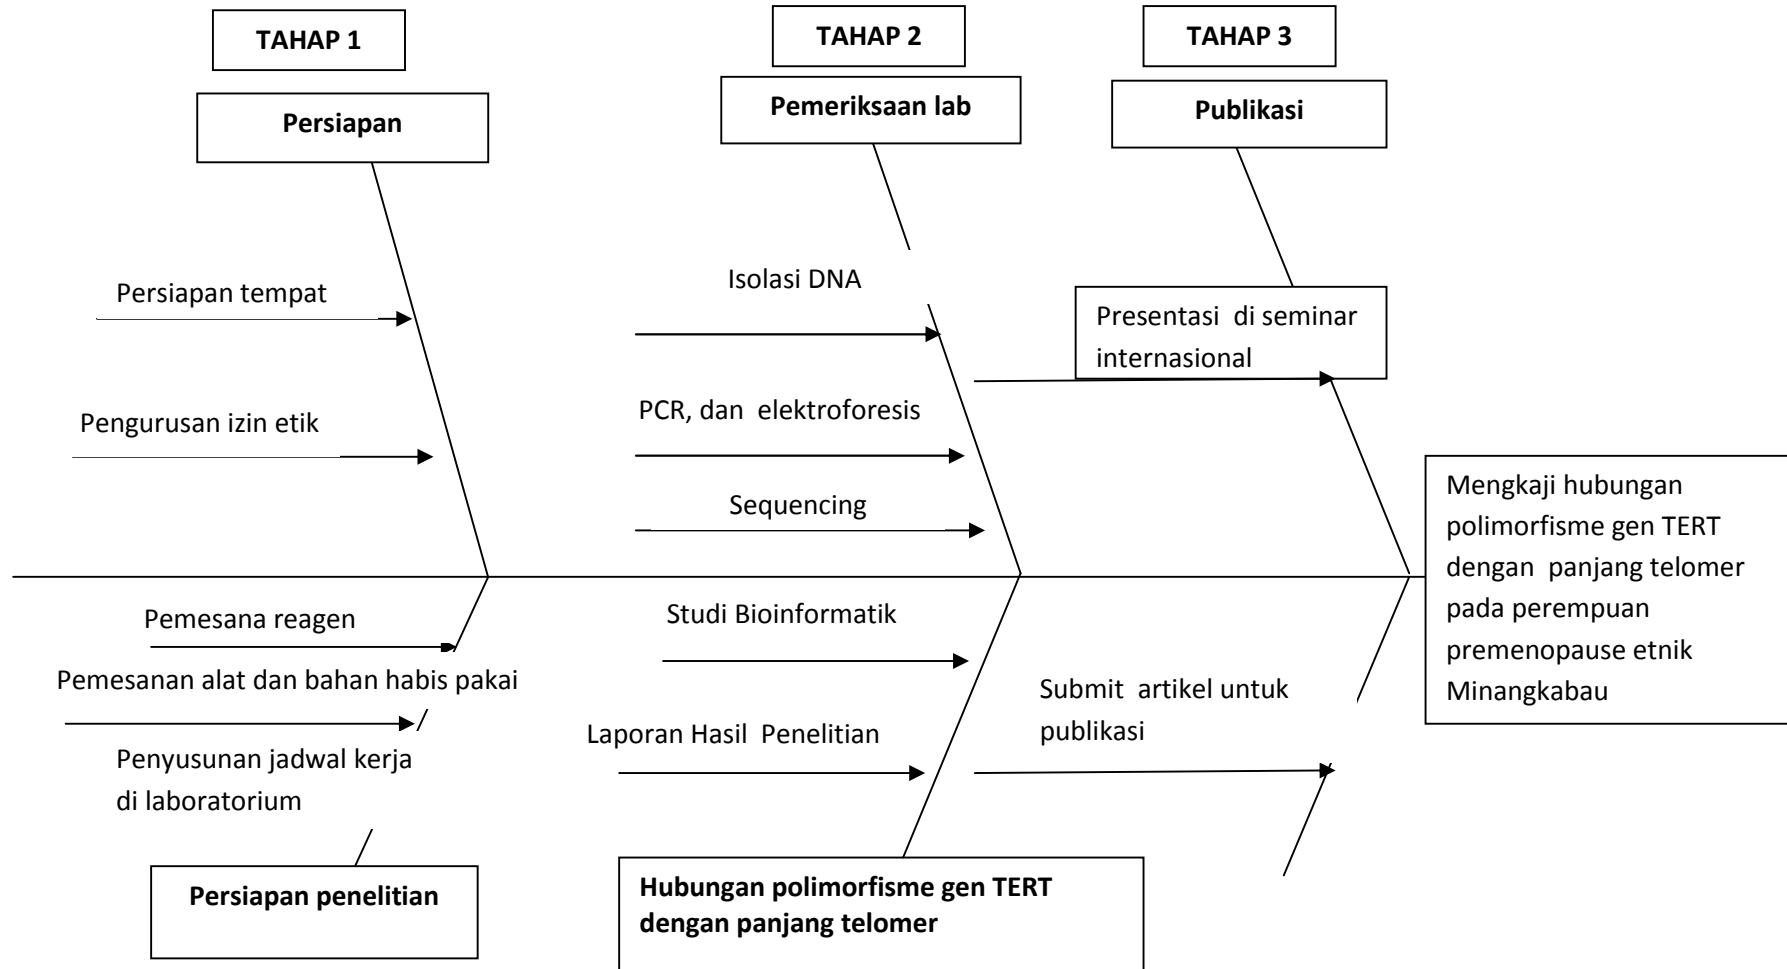 TAHAP 1
TAHAP 2
TAHAP 3
Persiapan
Pemeriksaan lab
Publikasi
Persiapan tempat
Pengurusan izin etik
Isolasi DNA
PCR, dan elektroforesis
Sequencing
Presentasi di seminar
internasional
Mengkaji hubungan
polimorfisme gen TERT
dengan panjang telomer
pada perempuan
premenopause etnik
Minangkabau
Pemesana reagen
Pemesanan alat dan bahan habis pakai
Penyusunan jadwal kerja
di laboratorium
Studi Bioinformatik
Laporan Hasil Penelitian
Submit artikel untuk
publikasi
Persiapan penelitian
Hubungan polimorfisme gen TERT
dengan panjang telomer